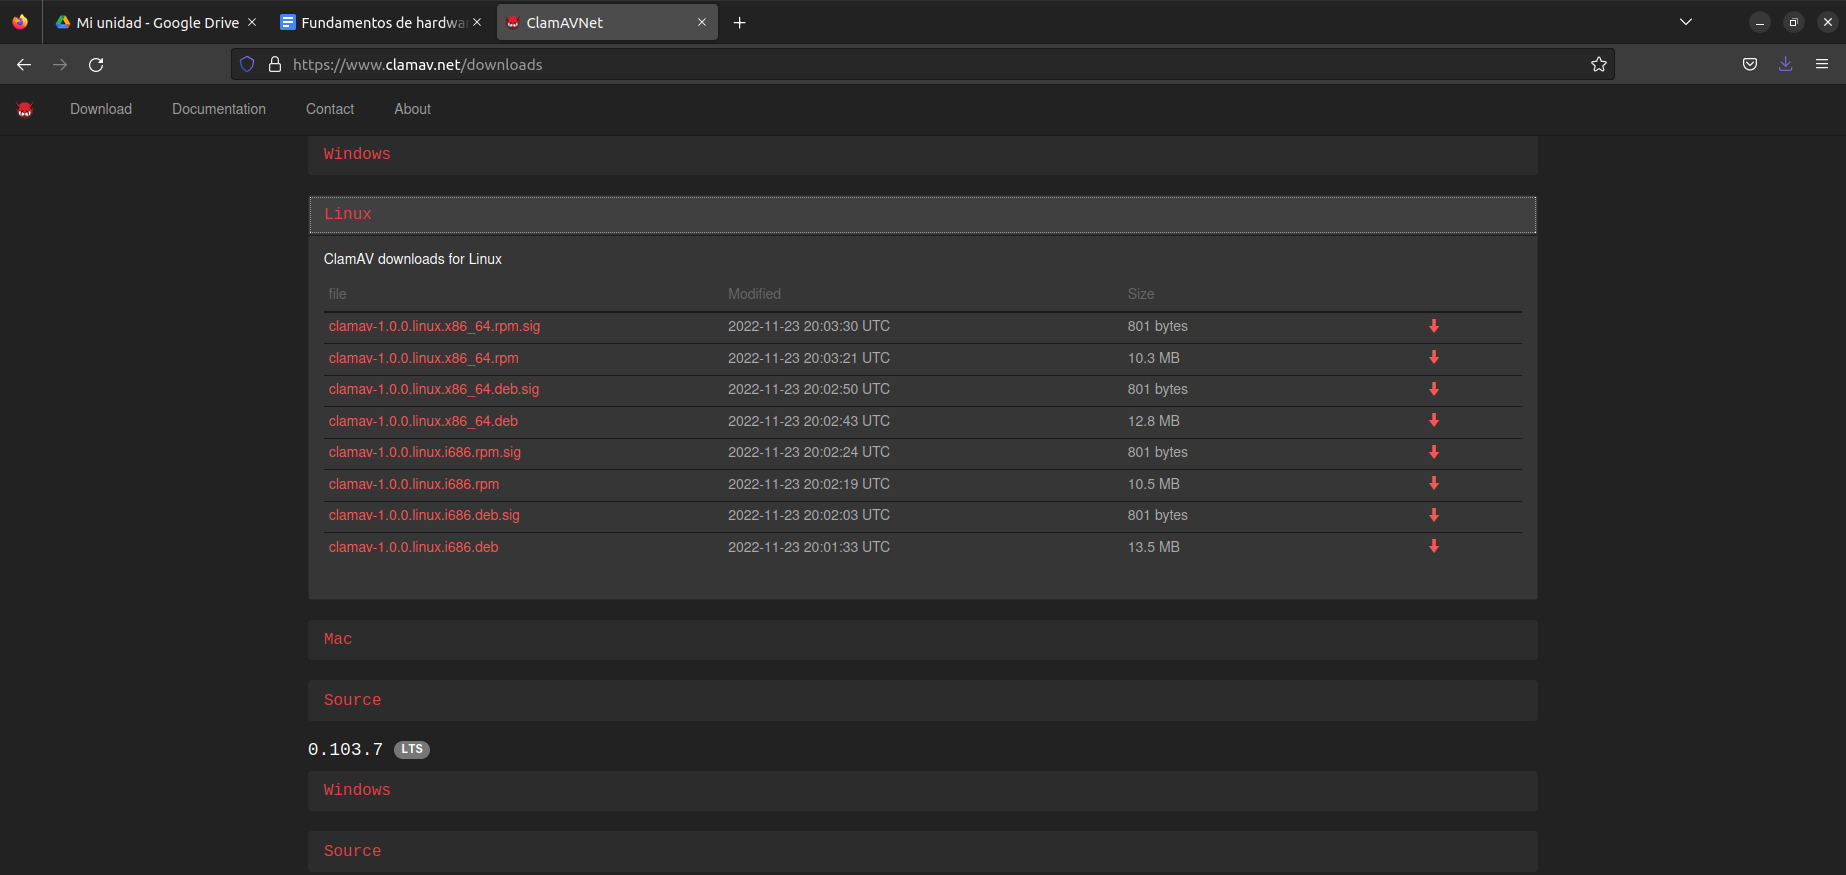 Mi unidad - Google Drive
Fundamentos de hardwa
ClamAVNet
https://www.clamav.net/downloads
Download
Documentation
Contact
About
Windows
Linux
ClamAV downloads for Linux
file Modified Size
clamav-1.0.0.linux.x86_64.rpm.sig 2022-11-23 20:03:30 UTC 801 bytes
clamav-1.0.0.linux.x86_64.rpm 2022-11-23 20:03:21 UTC 10.3 MB
clamav-1.0.0.linux.x86_64.deb.sig 2022-11-23 20:02:50 UTC 801 bytes
clamav-1.0.0.linux.x86_64.deb 2022-11-23 20:02:43 UTC 12.8 MB
clamav-1.0.0.linux.i686.rpm.sig 2022-11-23 20:02:24 UTC 801 bytes
clamav-1.0.0.linux.i686.rpm 2022-11-23 20:02:19 UTC 10.5 MB
clamav-1.0.0.linux.i686.deb.sig 2022-11-23 20:02:03 UTC 801 bytes
clamav-1.0.0.linux.i686.deb 2022-11-23 20:01:33 UTC 13.5 MB
Mac
Source
0.103.7 LTS
Windows
Source